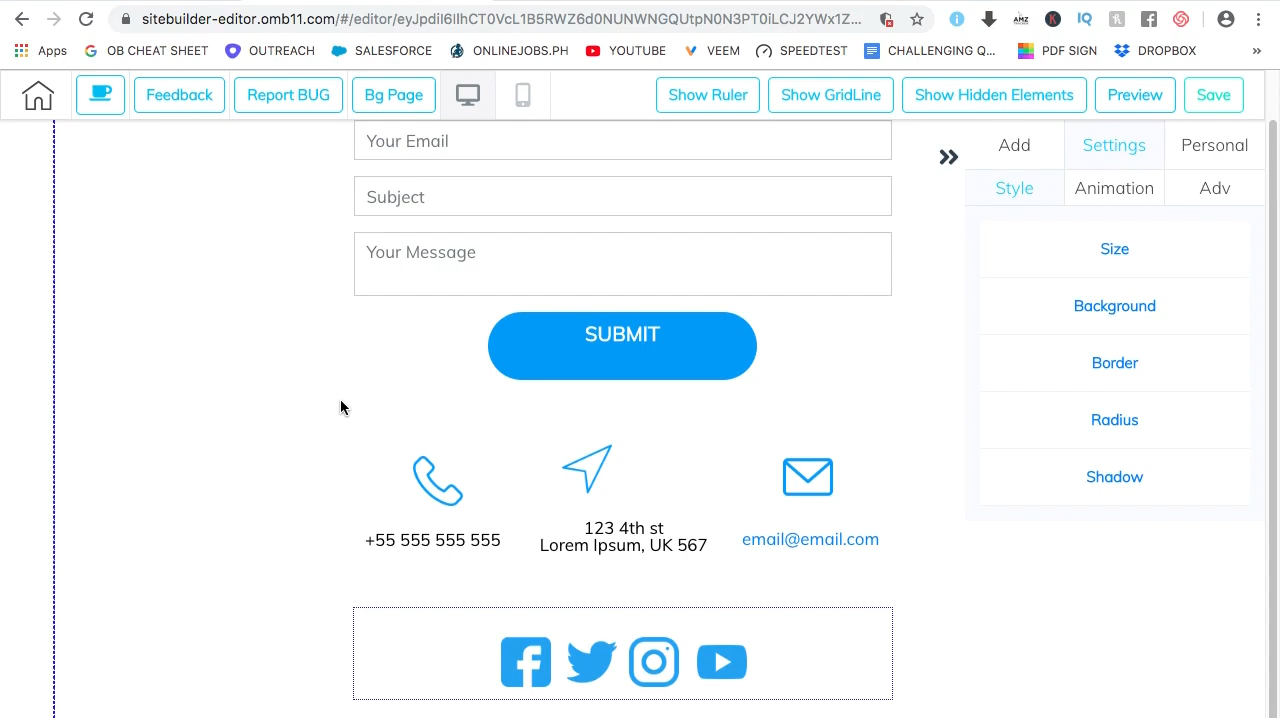 sitebuilder-editor.omb11.com/#/editor/eyJpdiI6IlhCT0VcL1B5RWZ6d0NUNWNGQUtpN0N3PT0iLCJ2YWx1Z...
Apps OB CHEAT SHEET OUTREACH SALESFORCE ONLINEJOBS.PH YOUTUBE VEEM SPEEDTEST CHALLENGING Q... PDF SIGN DROPBOX »
Feedback Report BUG Bg Page Show Ruler Show GridLine Show Hidden Elements Preview Save
Your Email
Subject
Your Message
SUBMIT
+55 555 555 555
123 4th st
Lorem Ipsum, UK 567
email@email.com
Add Settings Personal
Style Animation Adv
Size
Background
Border
Radius
Shadow
AMZ
IQ